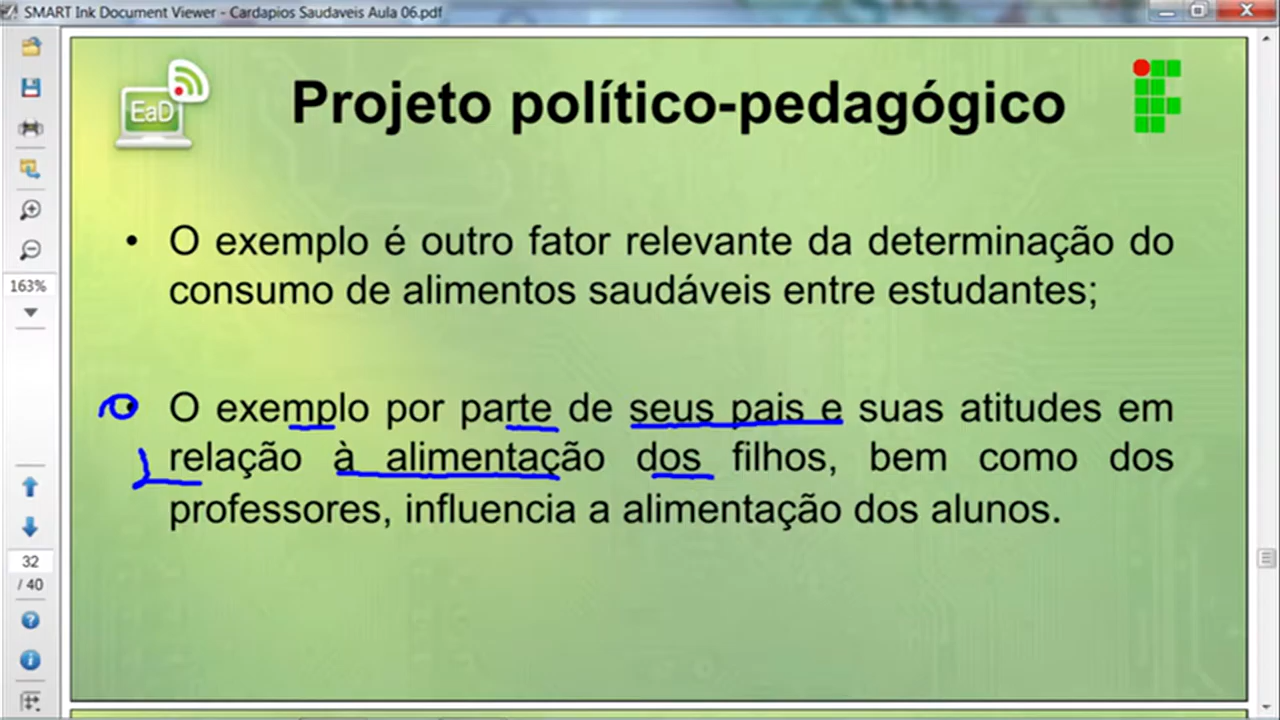 SMART Ink Document Viewer - Cardapios Saudaveis Aula 06.pdf
EaD
Projeto político-pedagógico
163%
• O exemplo é outro fator relevante da determinação do
consumo de alimentos saudáveis entre estudantes;
• O exemplo por parte de seus pais e suas atitudes em
relação à alimentação dos filhos, bem como dos
professores, influencia a alimentação dos alunos.
32
/ 40